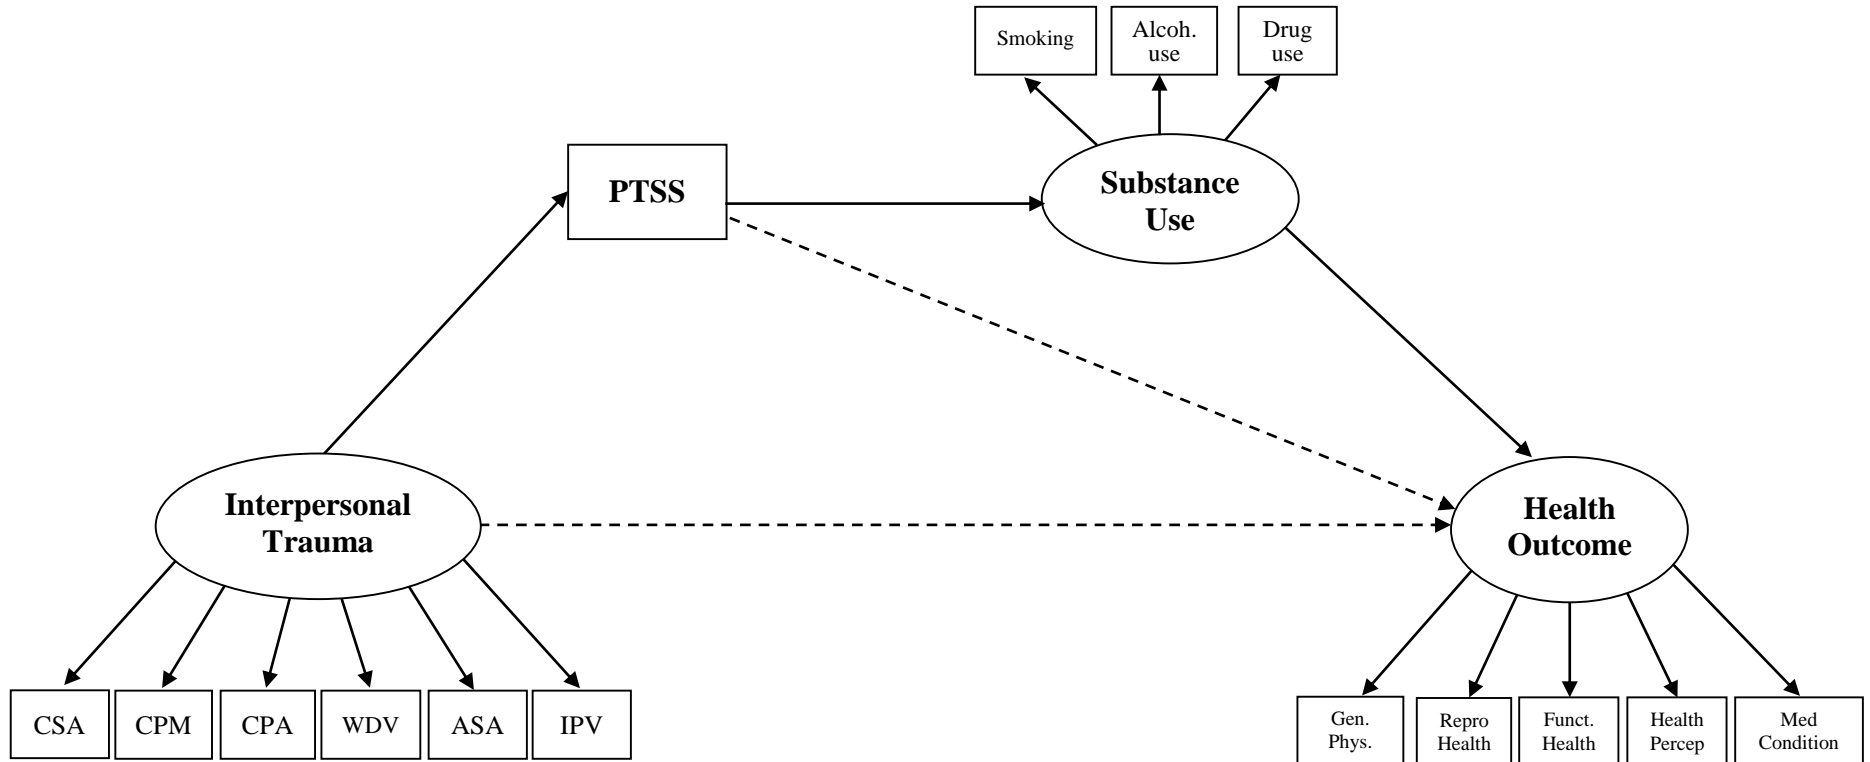 Smoking
Alcoh.
use
Drug
use
PTSS
Substance
Use
Interpersonal
Trauma
Health
Outcome
CSA
CPM
CPA
WDV
ASA
IPV
Gen.
Phys.
Repro
Health
Funct.
Health
Health
Percep
Med
Condition